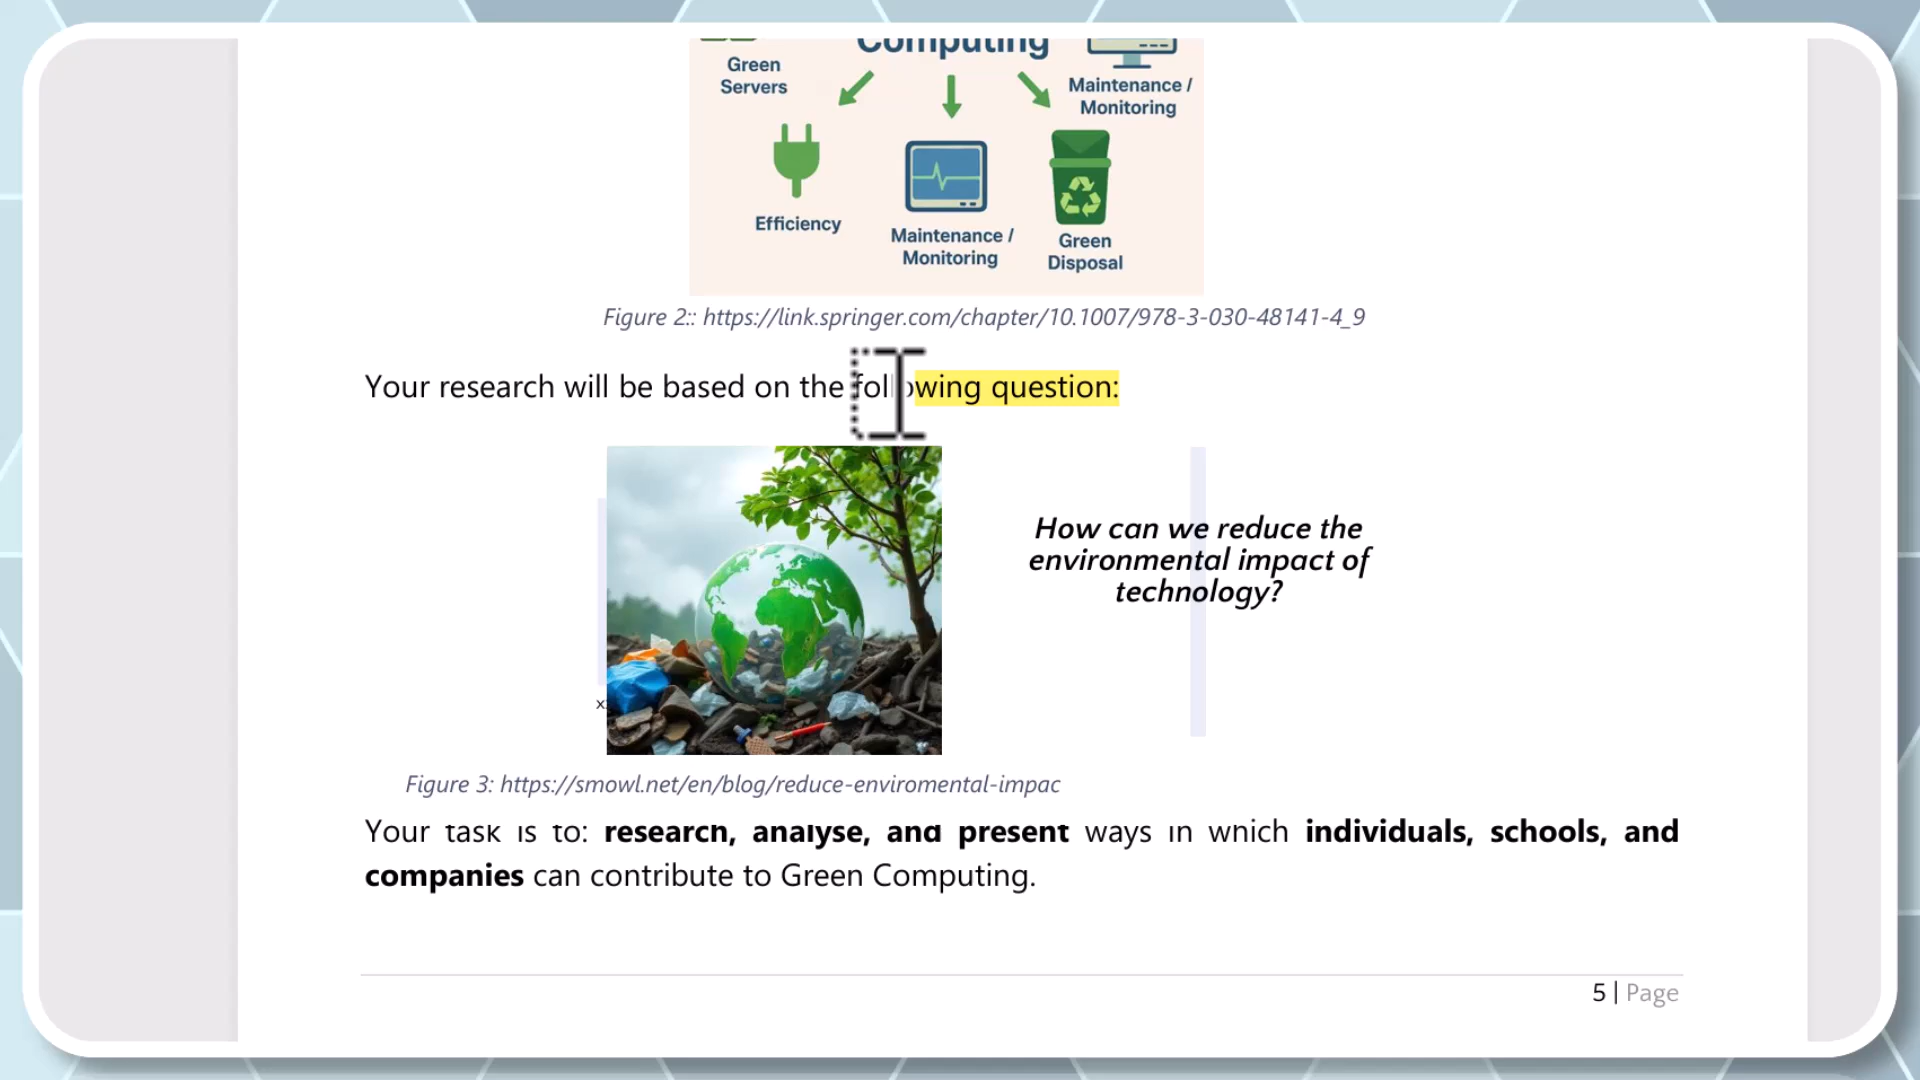 Computing
Green
Servers
Maintenance /
Monitoring
Efficiency
Maintenance /
Monitoring
Green
Disposal
Figure 2:: https://link.springer.com/chapter/10.1007/978-3-030-48141-4_9
Your research will be based on the following question:
How can we reduce the
environmental impact of
technology?
x
Figure 3: https://smowl.net/en/blog/reduce-enviromental-impac
Your task is to: research, analyse, and present ways in which individuals, schools, and
companies can contribute to Green Computing.
5 | Page